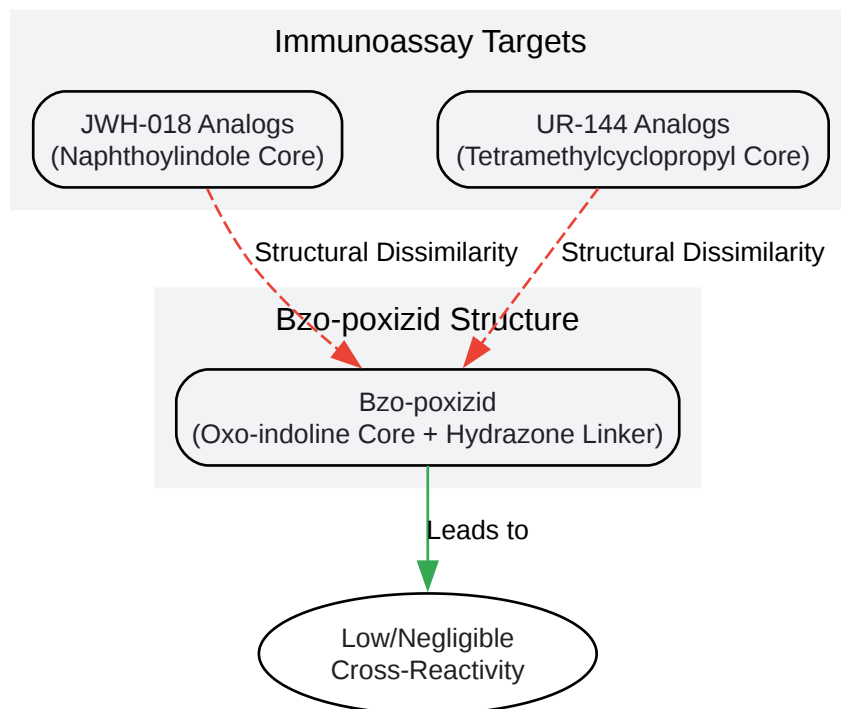 Immunoassay Targets
JWH-018 Analogs
(Naphthoylindole Core)
UR-144 Analogs
(Tetramethylcyclopropyl Core)
Structural Dissimilarity
Structural Dissimilarity
Bzo-poxizid Structure
Bzo-poxizid
(Oxo-indoline Core + Hydrazone Linker)
Leads to
Low/Negligible
Cross-Reactivity